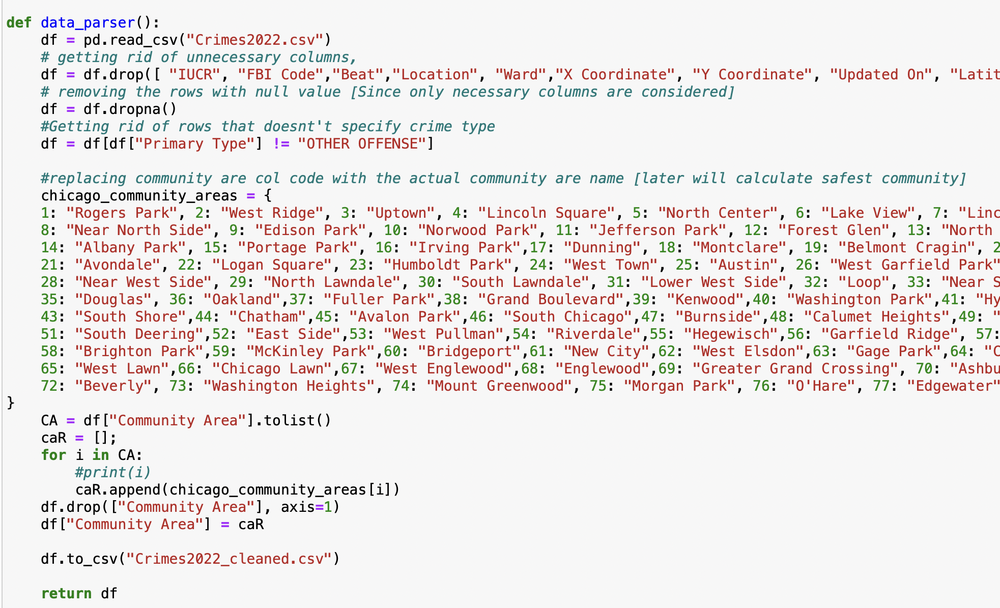 def data_parser():
    df = pd.read_csv("Crimes2022.csv")
    # getting rid of unnecessary columns,
    df = df.drop([ "IUCR", "FBI Code","Beat","Location", "Ward","X Coordinate", "Y Coordinate", "Updated On", "Latit
    # removing the rows with null value [Since only necessary columns are considered]
    df = df.dropna()
    #Getting rid of rows that doesnt't specify crime type
    df = df[df["Primary Type"] != "OTHER OFFENSE"]
    #replacing community are col code with the actual community are name [later will calculate safest community]
    chicago_community_areas = {
    1: "Rogers Park", 2: "West Ridge", 3: "Uptown", 4: "Lincoln Square", 5: "North Center", 6: "Lake View", 7: "Linc
    8: "Near North Side", 9: "Edison Park", 10: "Norwood Park", 11: "Jefferson Park", 12: "Forest Glen", 13: "North
    14: "Albany Park", 15: "Portage Park", 16: "Irving Park",17: "Dunning", 18: "Montclare", 19: "Belmont Cragin", 2
    21: "Avondale", 22: "Logan Square", 23: "Humboldt Park", 24: "West Town", 25: "Austin", 26: "West Garfield Park"
    28: "Near West Side", 29: "North Lawndale", 30: "South Lawndale", 31: "Lower West Side", 32: "Loop", 33: "Near S
    35: "Douglas", 36: "Oakland",37: "Fuller Park",38: "Grand Boulevard",39: "Kenwood",40: "Washington Park",41: "Hy
    43: "South Shore",44: "Chatham",45: "Avalon Park",46: "South Chicago",47: "Burnside",48: "Calumet Heights",49: "
    51: "South Deering",52: "East Side",53: "West Pullman",54: "Riverdale",55: "Hegewisch",56: "Garfield Ridge", 57:
    58: "Brighton Park",59: "McKinley Park",60: "Bridgeport",61: "New City",62: "West Elsdon",63: "Gage Park",64: "C
    65: "West Lawn",66: "Chicago Lawn",67: "West Englewood",68: "Englewood",69: "Greater Grand Crossing", 70: "Ashbu
    72: "Beverly", 73: "Washington Heights", 74: "Mount Greenwood", 75: "Morgan Park", 76: "O'Hare", 77: "Edgewater"
}
    CA = df["Community Area"].tolist()
    caR = [];
    for i in CA:
        #print(i)
        caR.append(chicago_community_areas[i])
    df.drop(["Community Area"], axis=1)
    df["Community Area"] = caR
    df.to_csv("Crimes2022_cleaned.csv")
    return df